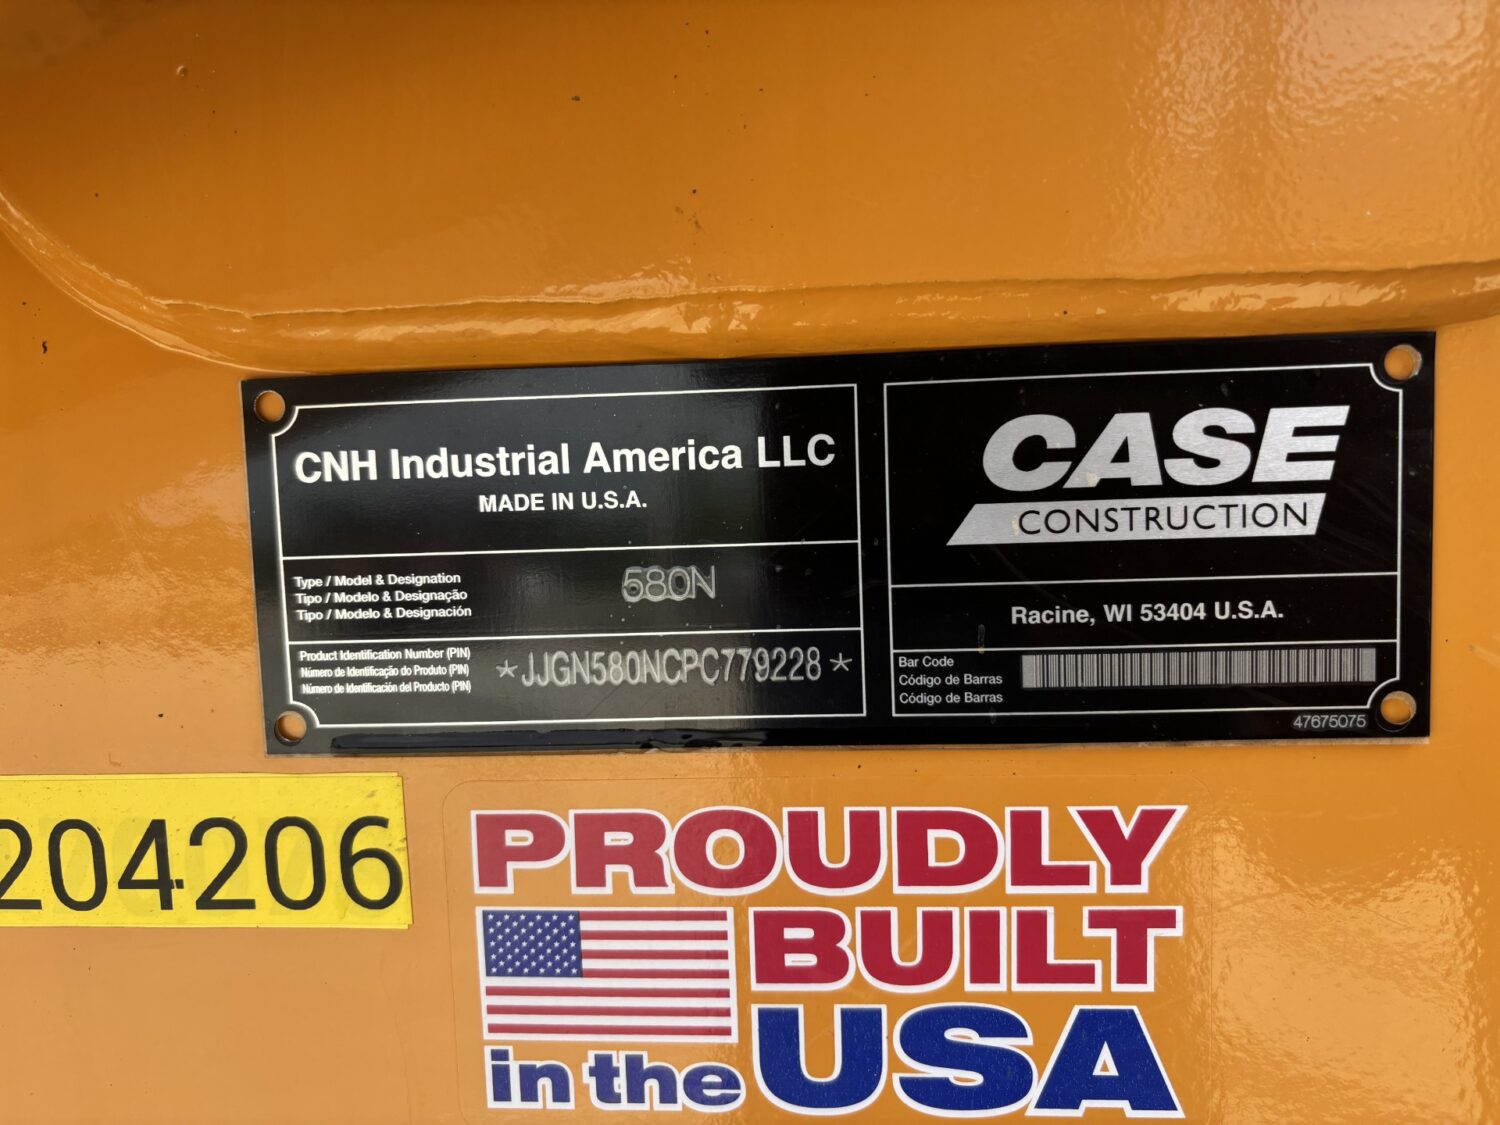 CNH Industrial America LLC
MADE IN U.S.A.
Type / Model & Designation
Tipo / Modelo & Designação
Tipo / Modelo & Designación
580N
Product Identification Number (PIN)
Número de Identificação do Produto (PIN)
Número de Identificación del Producto (PIN)
*JJGN580NCPC779228*
CASE
CONSTRUCTION
Racine, WI 53404 U.S.A.
Bar Code
Código de Barras
Código de Barras
47675075
204206
PROUDLY
BUILT
in the USA